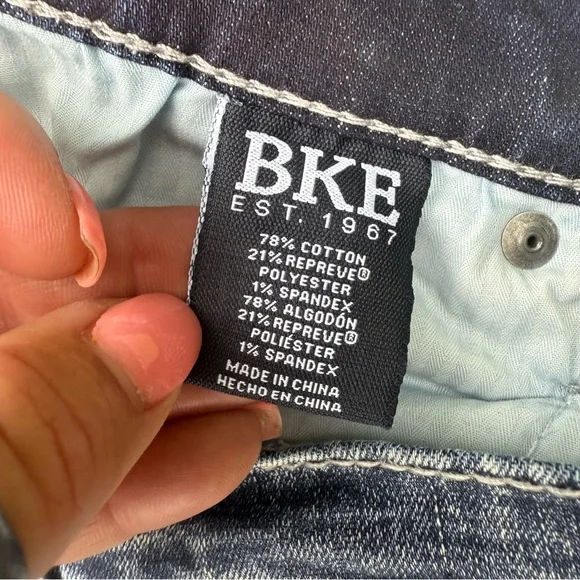 BKE
EST. 1967
78% COTTON
21% REPREVE®
POLYESTER
1% SPANDEX
78% ALGODÓN
21% REPREVE®
POLIÉSTER
1% SPANDEX
MADE IN CHINA
HECHO EN CHINA